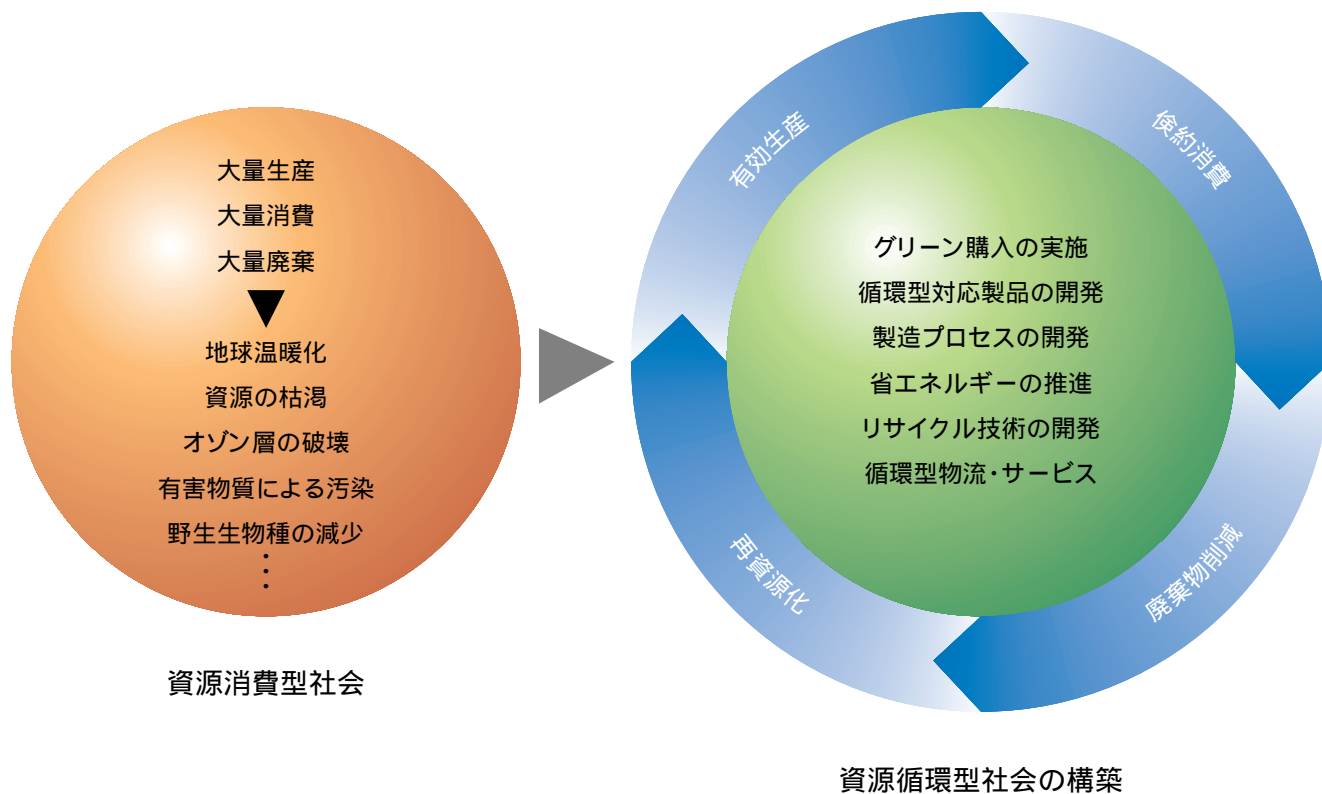 大量生産
大量消費
大量廃棄
地球温暖化
資源の枯渇
オゾン層の破壊
有害物質による汚染
野生生物種の減少
資源消費型社会
有効生産
倹約消費
廃棄物削減
再資源化
グリーン購入の実施
循環型対応製品の開発
製造プロセスの開発
省エネルギーの推進
リサイクル技術の開発
循環型物流・サービス
資源循環型社会の構築